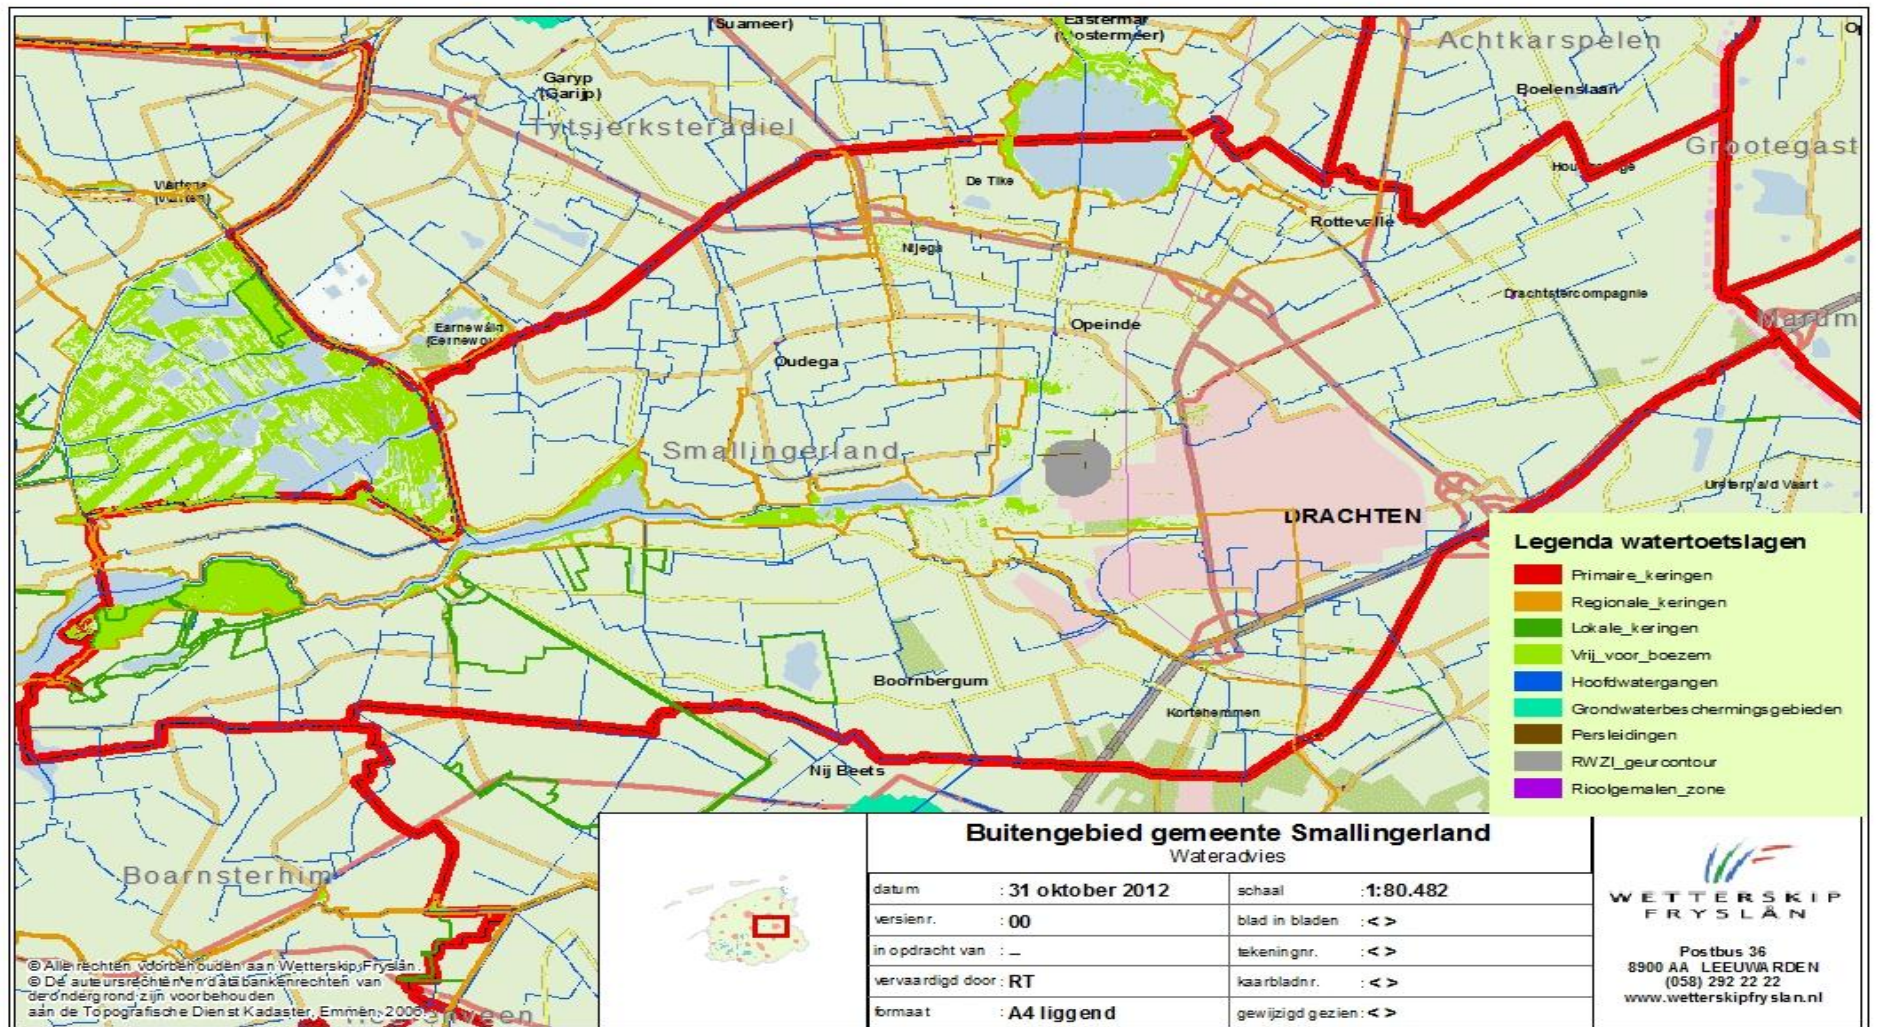 (Suameer)
Eastermar
Achtkarspelen
Garyp
(Garijp)
Boelenslaan
Tytsjerksteradiel
Grootegast
De Tike
Rottevalle
Nijega
Drachtstercompagnie
Marum
Earnewâld
Opeinde
Oudega
Smallingerland
Ureterp a/d Vaart
DRACHTEN
Legenda watertoetslagen
Primaire_keringen
Regionale_keringen
Lokale_keringen
Vrij_voor_boezem
Hoofdwatergangen
Grondwaterbeschermingsgebieden
Persleidingen
RWZI_geurcontour
Rioolgemalen_zone
Boornbergum
Kortehemmen
Nij Beets
Boarnsterhim
© Alle rechten voorbehouden aan Wetterskip Fryslân.
© De auteursrechten en databankenrechten van
de ondergrond zijn voorbehouden
aan de Topografische Dienst Kadaster, Emmen, 2006.
Buitengebied gemeente Smallingerland
Wateradvies
datum : 31 oktober 2012 schaal :1:80.482
versienr. : 00 blad in bladen :< >
in opdracht van : _ tekeningnr. :< >
vervaardigd door : RT kaarbladnr. :< >
formaat : A4 liggend gewijzigd gezien :< >
WETTERSKIP
FRYSLÂN
Postbus 36
8900 AA LEEUWARDEN
(058) 292 22 22
www.wetterskipfryslan.nl